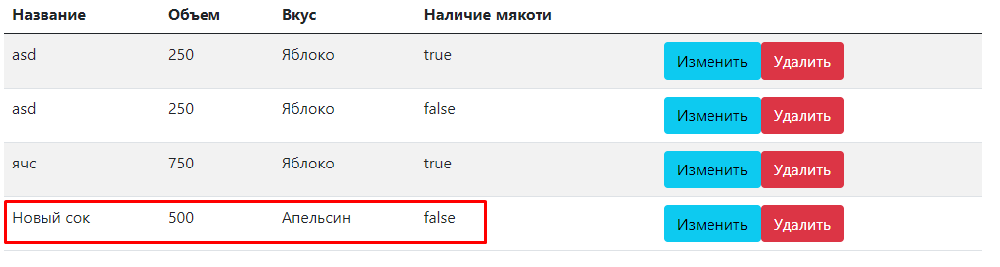 Название Объем Вкус Наличие мякоти
asd 250 Яблоко true Изменить Удалить
asd 250 Яблоко false Изменить Удалить
ячс 750 Яблоко true Изменить Удалить
Новый сок 500 Апельсин false Изменить Удалить